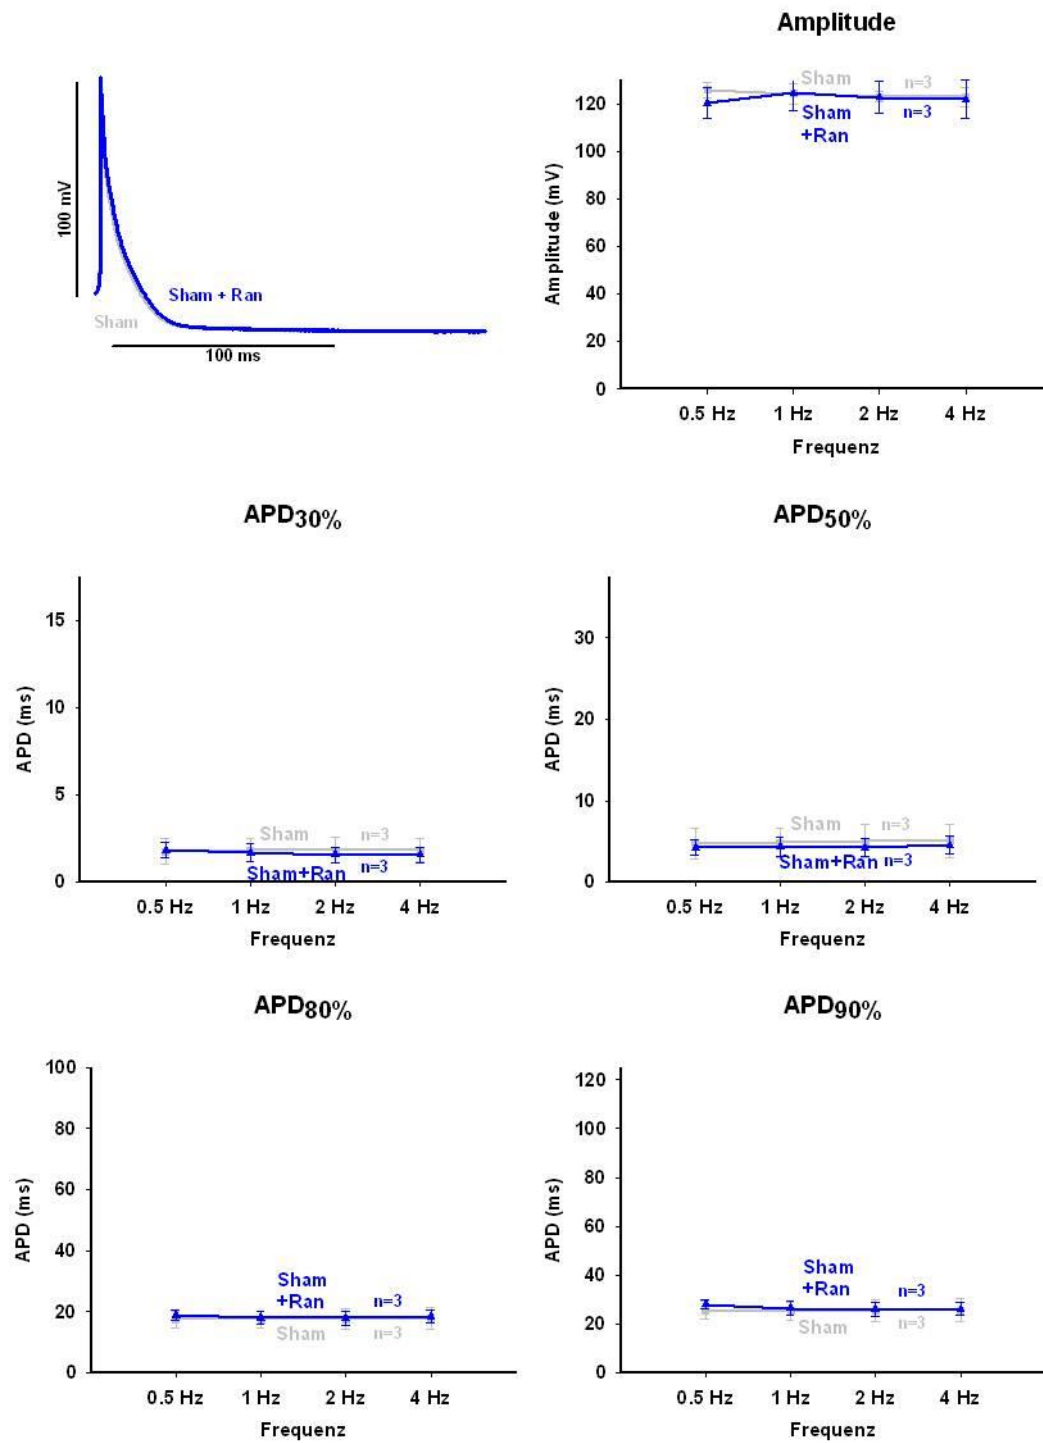 Amplitude
100 mV
Sham + Ran
Sham
100 ms
Amplitude (mV)
120
100
80
60
40
20
0
Sham
n=3
Sham
+Ran
n=3
0.5 Hz 1 Hz 2 Hz 4 Hz
Frequenz
APD30%
APD (ms)
15
10
5
0
Sham n=3
Sham+Ran n=3
0.5 Hz 1 Hz 2 Hz 4 Hz
Frequenz
APD50%
APD (ms)
30
20
10
0
Sham n=3
Sham+Ran n=3
0.5 Hz 1 Hz 2 Hz 4 Hz
Frequenz
APD80%
APD (ms)
100
80
60
40
20
0
Sham
+Ran n=3
Sham n=3
0.5 Hz 1 Hz 2 Hz 4 Hz
Frequenz
APD90%
APD (ms)
120
100
80
60
40
20
0
Sham
+Ran n=3
Sham n=3
0.5 Hz 1 Hz 2 Hz 4 Hz
Frequenz